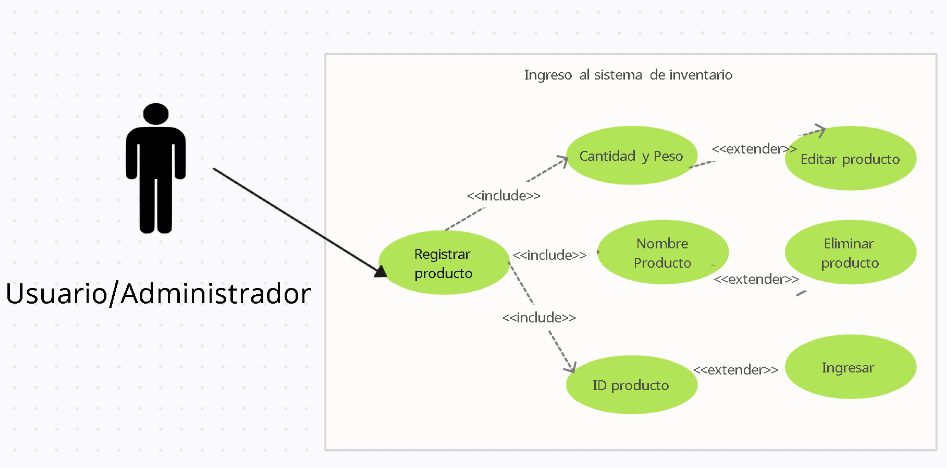 Ingreso al sistema de inventario
Cantidad y Peso
<<extender>>
Editar producto
<<include>>
Registrar
producto
<<include>>
Nombre
Producto
<<extender>>
Eliminar
producto
Usuario/Administrador
<<include>>
ID producto
<<extender>>
Ingresar